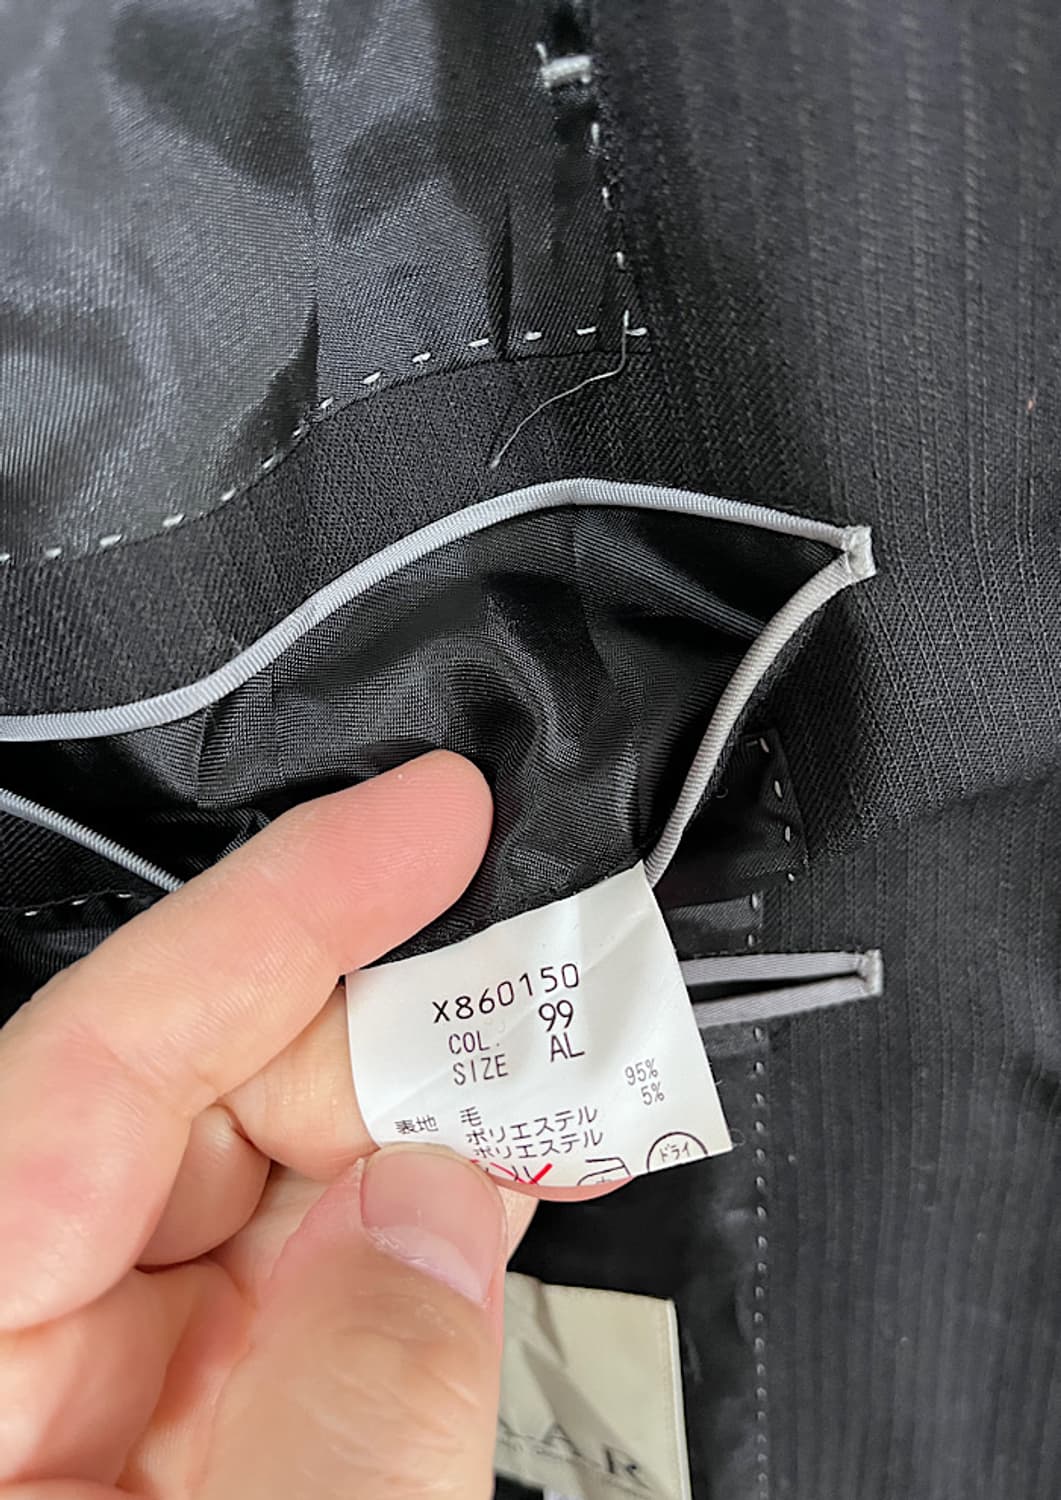 X860150
COL. 99
SIZE AL
95%
5%
表地 毛
ポリエステル
ポリエステル
ドライ